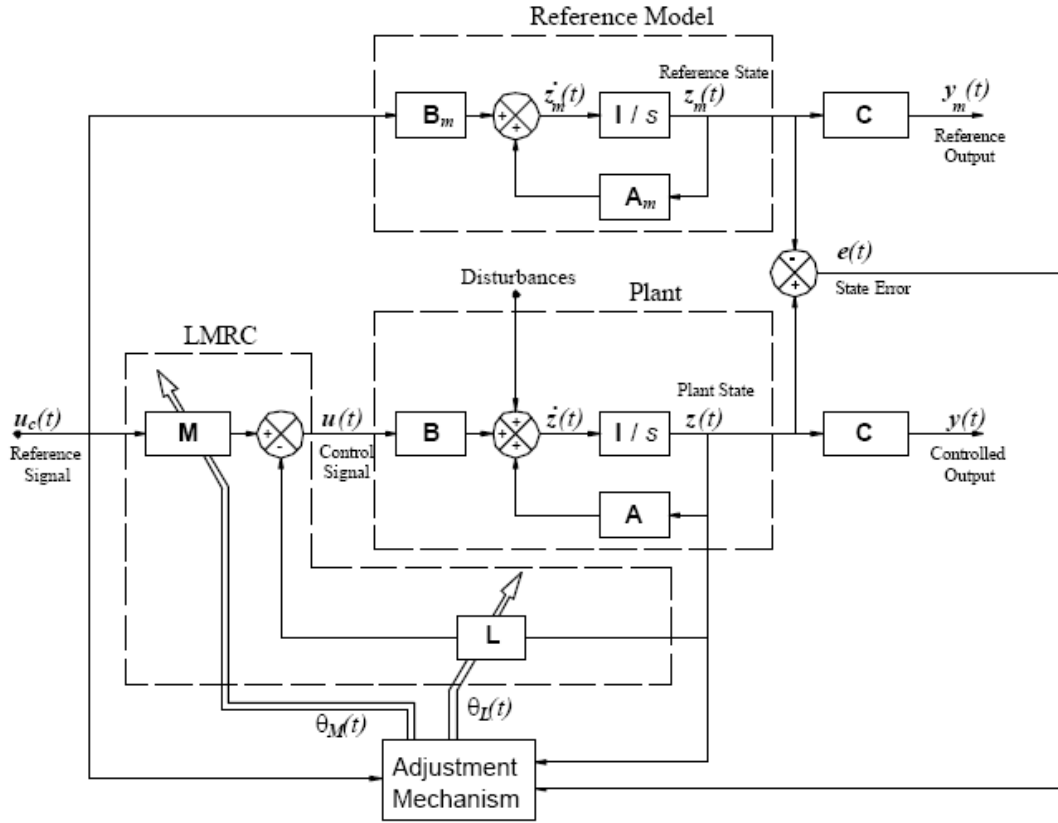 Reference Model
Reference State
ż_m(t)
z_m(t)
y_m(t)
B_m
+
+
I / s
C
Reference
Output
A_m
-
+
e(t)
State Error
Disturbances
Plant
LMRC
Plant State
u_c(t)
Reference
Signal
M
+
-
u(t)
Control
Signal
B
+
+
+
ż(t)
I / s
z(t)
C
y(t)
Controlled
Output
A
L
θ_M(t)
θ_L(t)
Adjustment
Mechanism